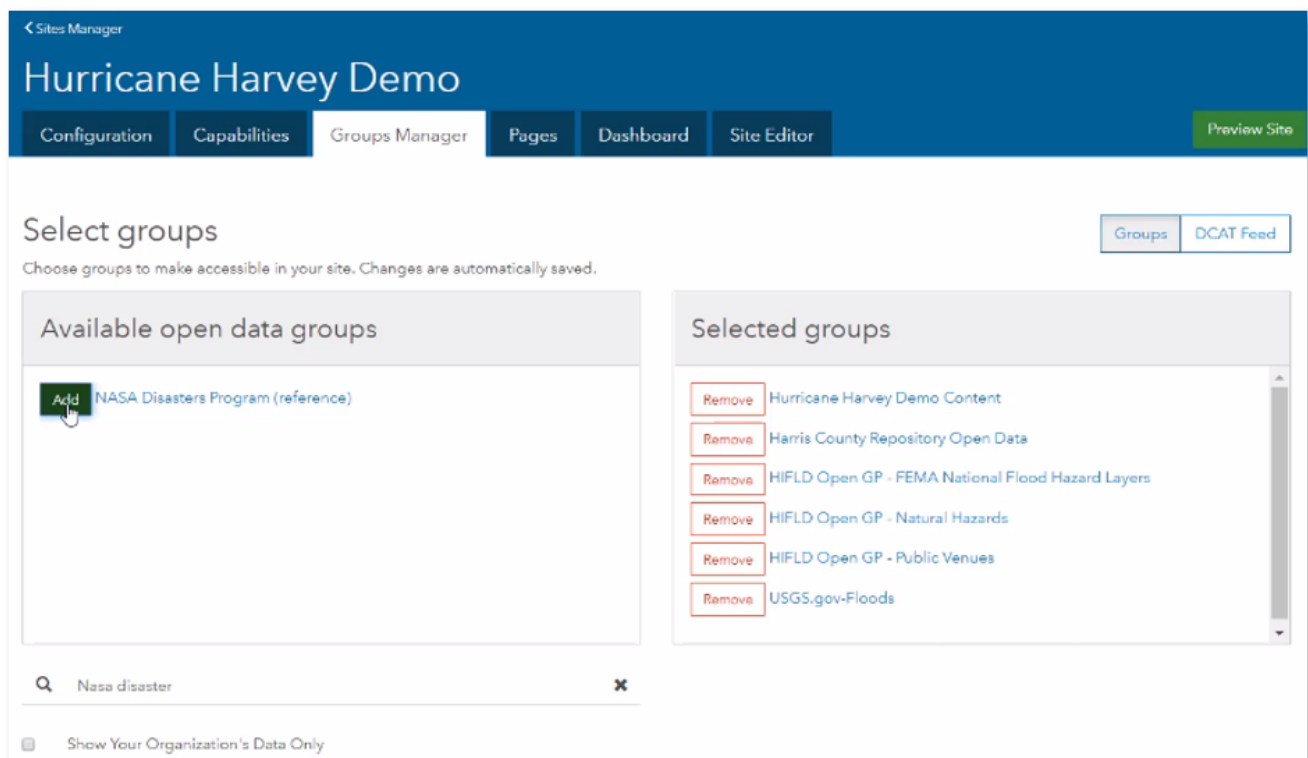 Sites Manager
Hurricane Harvey Demo
Configuration Capabilities Groups Manager Pages Dashboard Site Editor Preview Site
Select groups
Groups DCAT Feed
Choose groups to make accessible in your site. Changes are automatically saved.
Available open data groups
Add NASA Disasters Program (reference)
Selected groups
Remove Hurricane Harvey Demo Content
Remove Harris County Repository Open Data
Remove HIFLD Open GP - FEMA National Flood Hazard Layers
Remove HIFLD Open GP - Natural Hazards
Remove HIFLD Open GP - Public Venues
Remove USGS.gov-Floods
Nasa disaster
Show Your Organization's Data Only